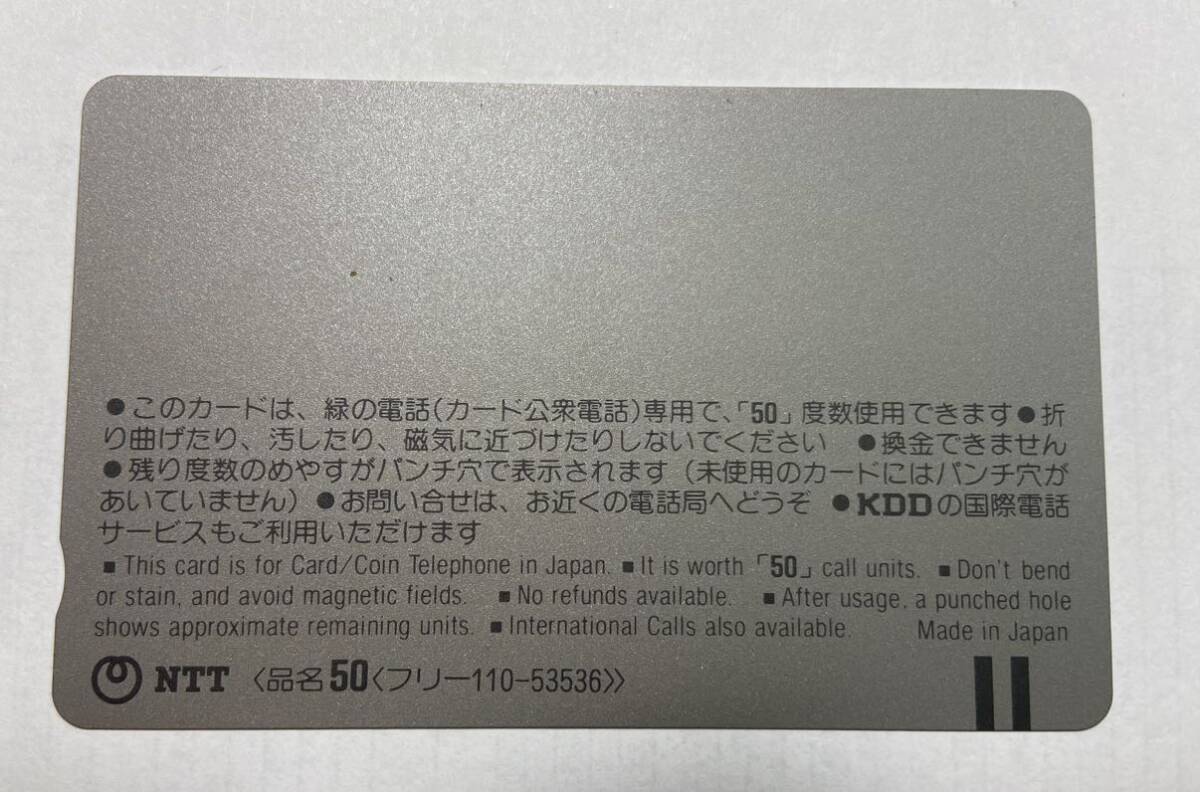 ●このカードは、緑の電話(カード公衆電話)専用で、「50」度数使用できます●折
り曲げたり、汚したり、磁気に近づけたりしないでください ●換金できません
●残り度数のめやすがパンチ穴で表示されます(未使用のカードにはパンチ穴が
あいていません)●お問い合せは、お近くの電話局へどうぞ ●KDDの国際電話
サービスもご利用いただけます
■This card is for Card/Coin Telephone in Japan. ■It is worth「50」call units. ■Don't bend
or stain, and avoid magnetic fields. ■No refunds available. ■After usage, a punched hole
shows approximate remaining units. ■International Calls also available. Made in Japan
NTT 〈品名50〈フリー110-53536〉〉